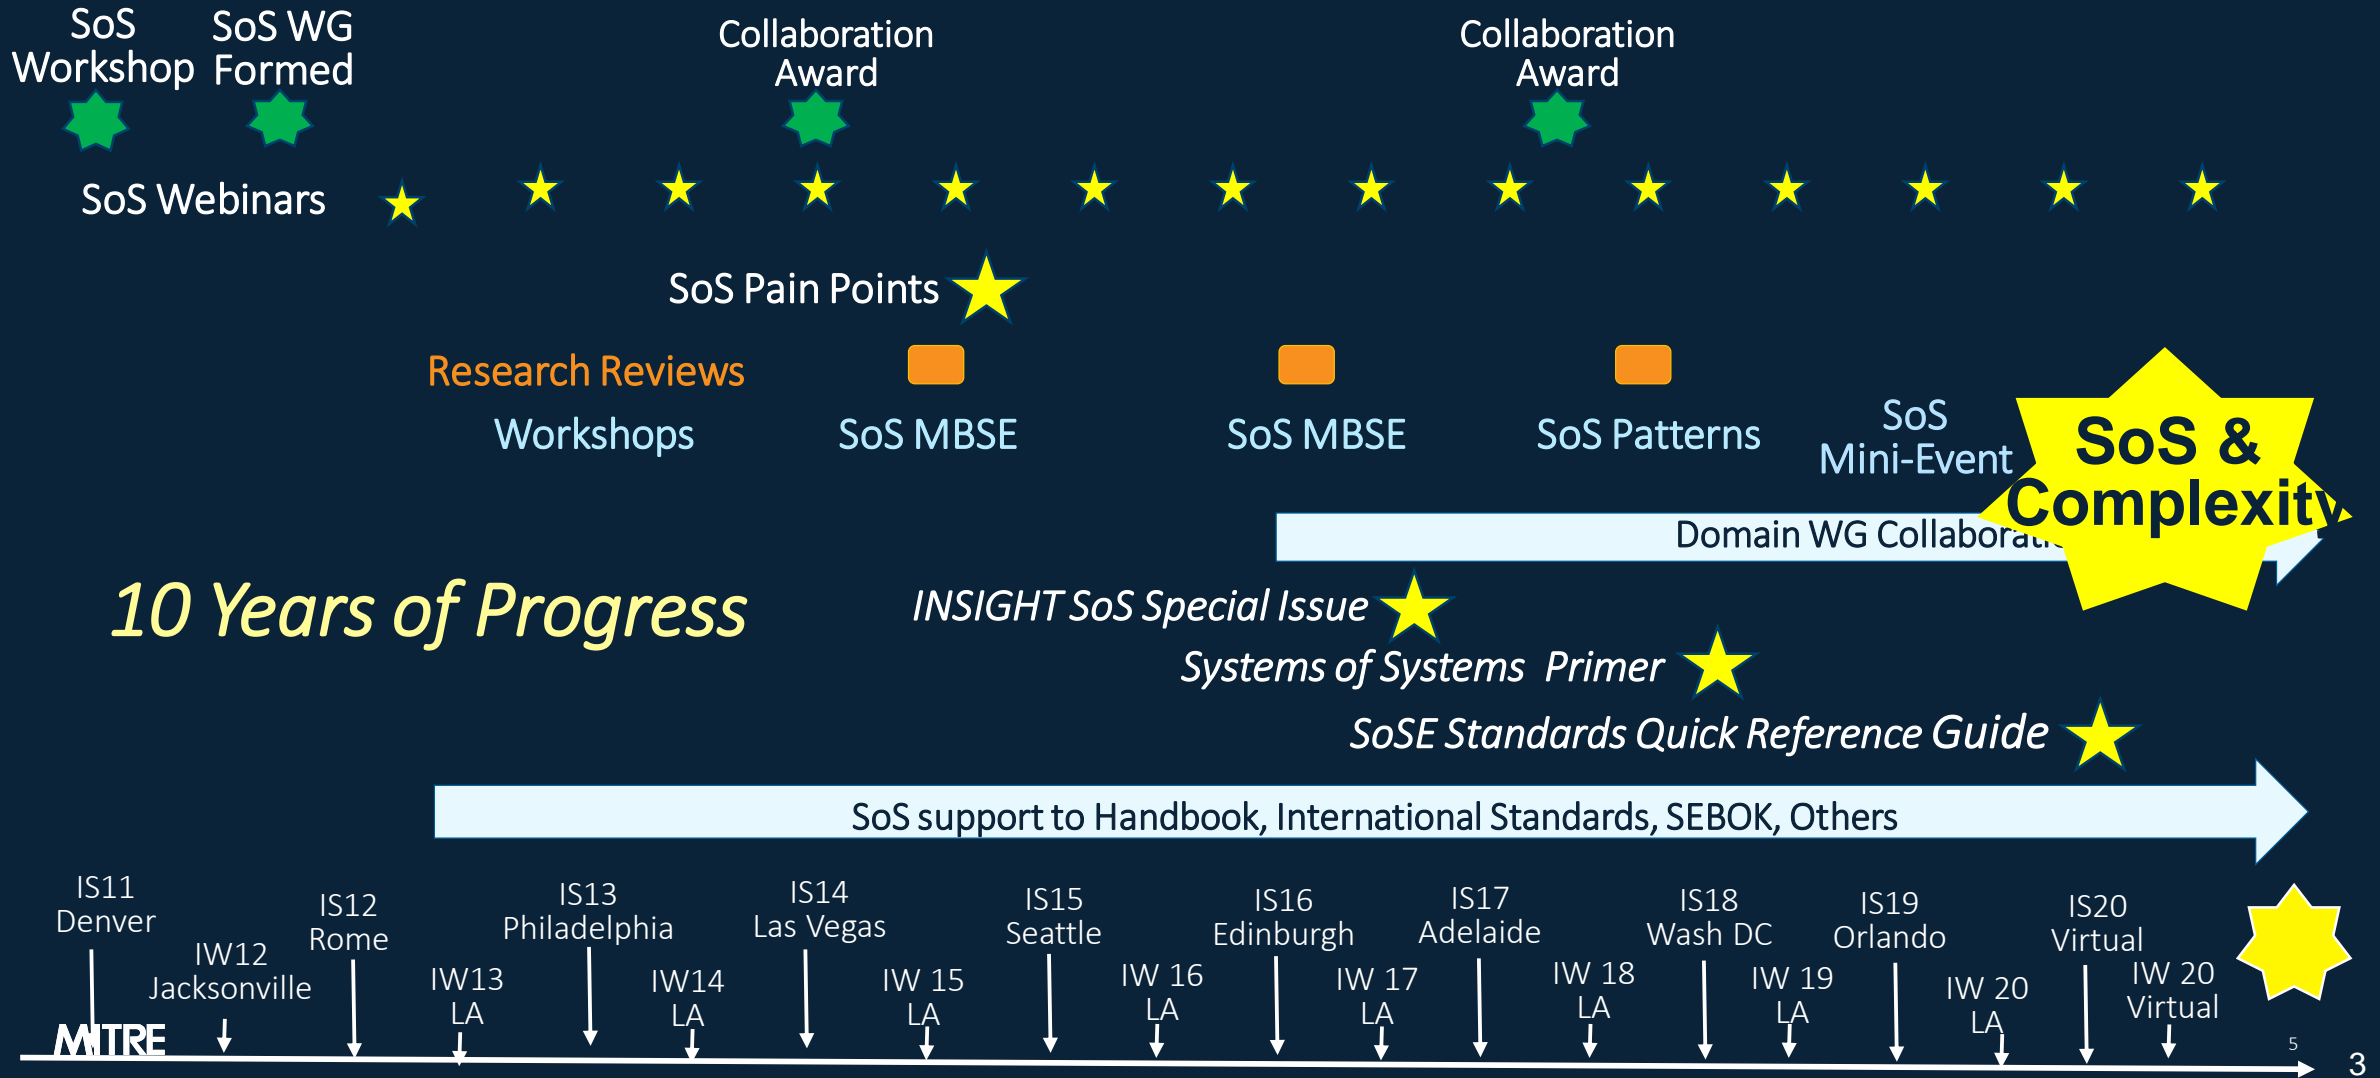 SoS
Workshop
SoS WG
Formed
Collaboration
Award
Collaboration
Award
SoS Webinars
SoS Pain Points
Research Reviews
Workshops
SoS MBSE
SoS MBSE
SoS Patterns
SoS
Mini-Event
SoS &
Complexity
Domain WG Collaborati
10 Years of Progress
INSIGHT SoS Special Issue
Systems of Systems Primer
SoSE Standards Quick Reference Guide
SoS support to Handbook, International Standards, SEBOK, Others
IS11
Denver
IW12
Jacksonville
IS12
Rome
IW13
LA
IS13
Philadelphia
IW14
LA
IS14
Las Vegas
IW 15
LA
IS15
Seattle
IW 16
LA
IS16
Edinburgh
IW 17
LA
IS17
Adelaide
IW 18
LA
IS18
Wash DC
IW 19
LA
IS19
Orlando
IW 20
LA
IS20
Virtual
IW 20
Virtual
MITRE
5
3